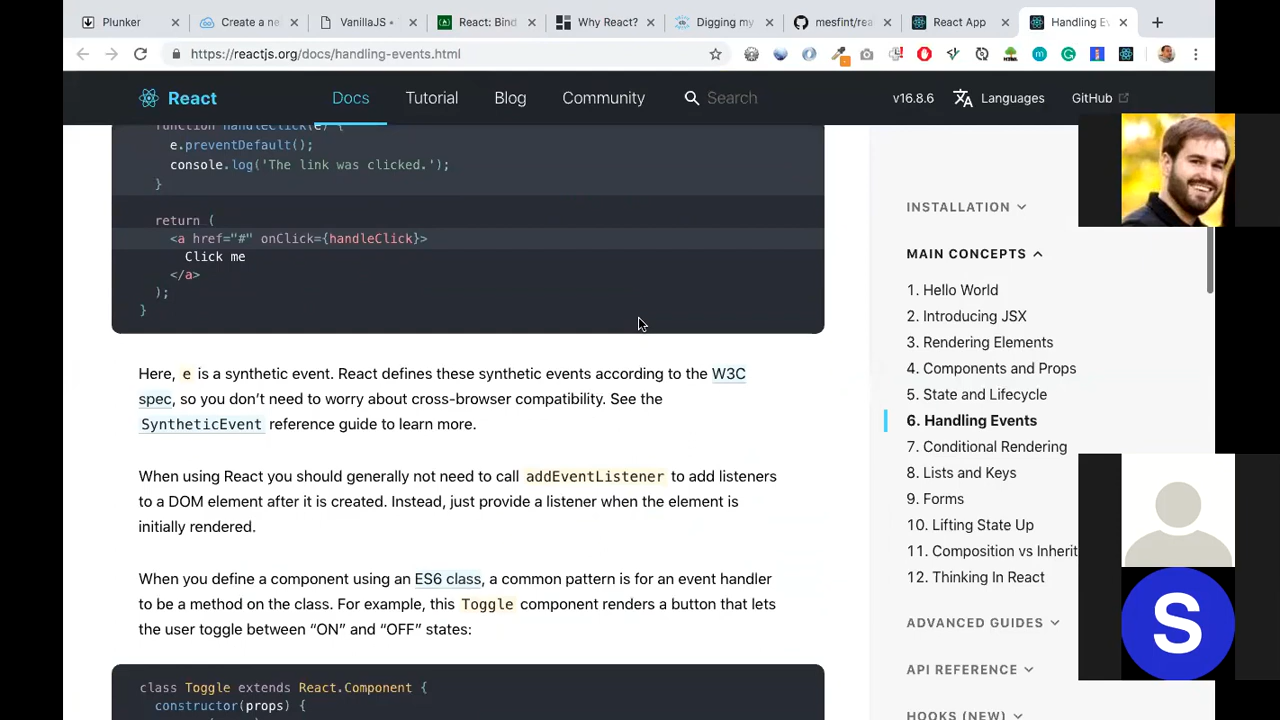 Plunker
Create a ne
VanillaJS •
React: Bind
Why React?
Digging my
mesfint/rea
React App
Handling Ev
https://reactjs.org/docs/handling-events.html
React
Docs
Tutorial
Blog
Community
Search
v16.8.6
Languages
GitHub
function handleClick(e) {
e.preventDefault();
console.log('The link was clicked.');
}
return (
<a href="#" onClick={handleClick}>
Click me
</a>
);
}
Here, e is a synthetic event. React defines these synthetic events according to the W3C
spec, so you don't need to worry about cross-browser compatibility. See the
SyntheticEvent reference guide to learn more.
When using React you should generally not need to call addEventListener to add listeners
to a DOM element after it is created. Instead, just provide a listener when the element is
initially rendered.
When you define a component using an ES6 class, a common pattern is for an event handler
to be a method on the class. For example, this Toggle component renders a button that lets
the user toggle between “ON” and “OFF” states:
class Toggle extends React.Component {
constructor(props) {
INSTALLATION
MAIN CONCEPTS
1. Hello World
2. Introducing JSX
3. Rendering Elements
4. Components and Props
5. State and Lifecycle
6. Handling Events
7. Conditional Rendering
8. Lists and Keys
9. Forms
10. Lifting State Up
11. Composition vs Inherit
12. Thinking In React
ADVANCED GUIDES
API REFERENCE
HOOKS (NEW)
S